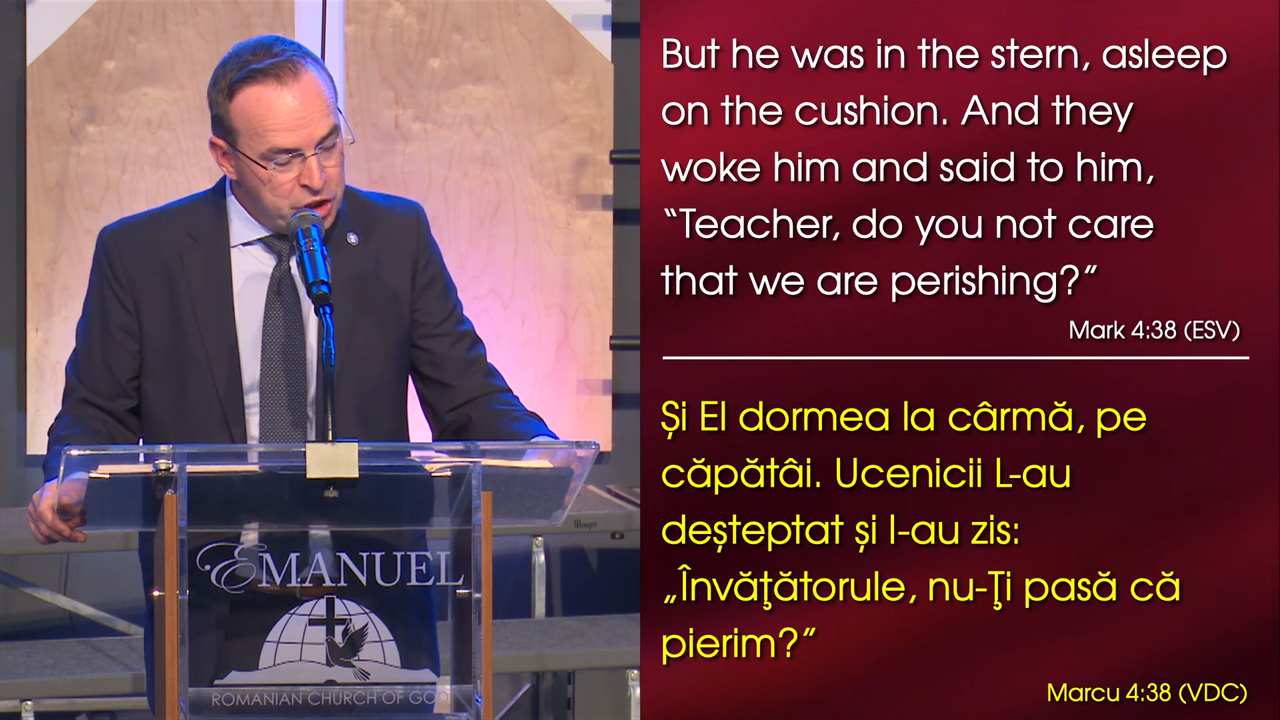 But he was in the stern, asleep
on the cushion. And they
woke him and said to him,
“Teacher, do you not care
that we are perishing?”
Mark 4:38 (ESV)
Și El dormea la cârmă, pe
căpătâi. Ucenicii L-au
deșteptat și I-au zis:
„Învăţătorule, nu-Ţi pasă că
pierim?”
Marcu 4:38 (VDC)
EMANUEL
ROMANIAN CHURCH OF GOD